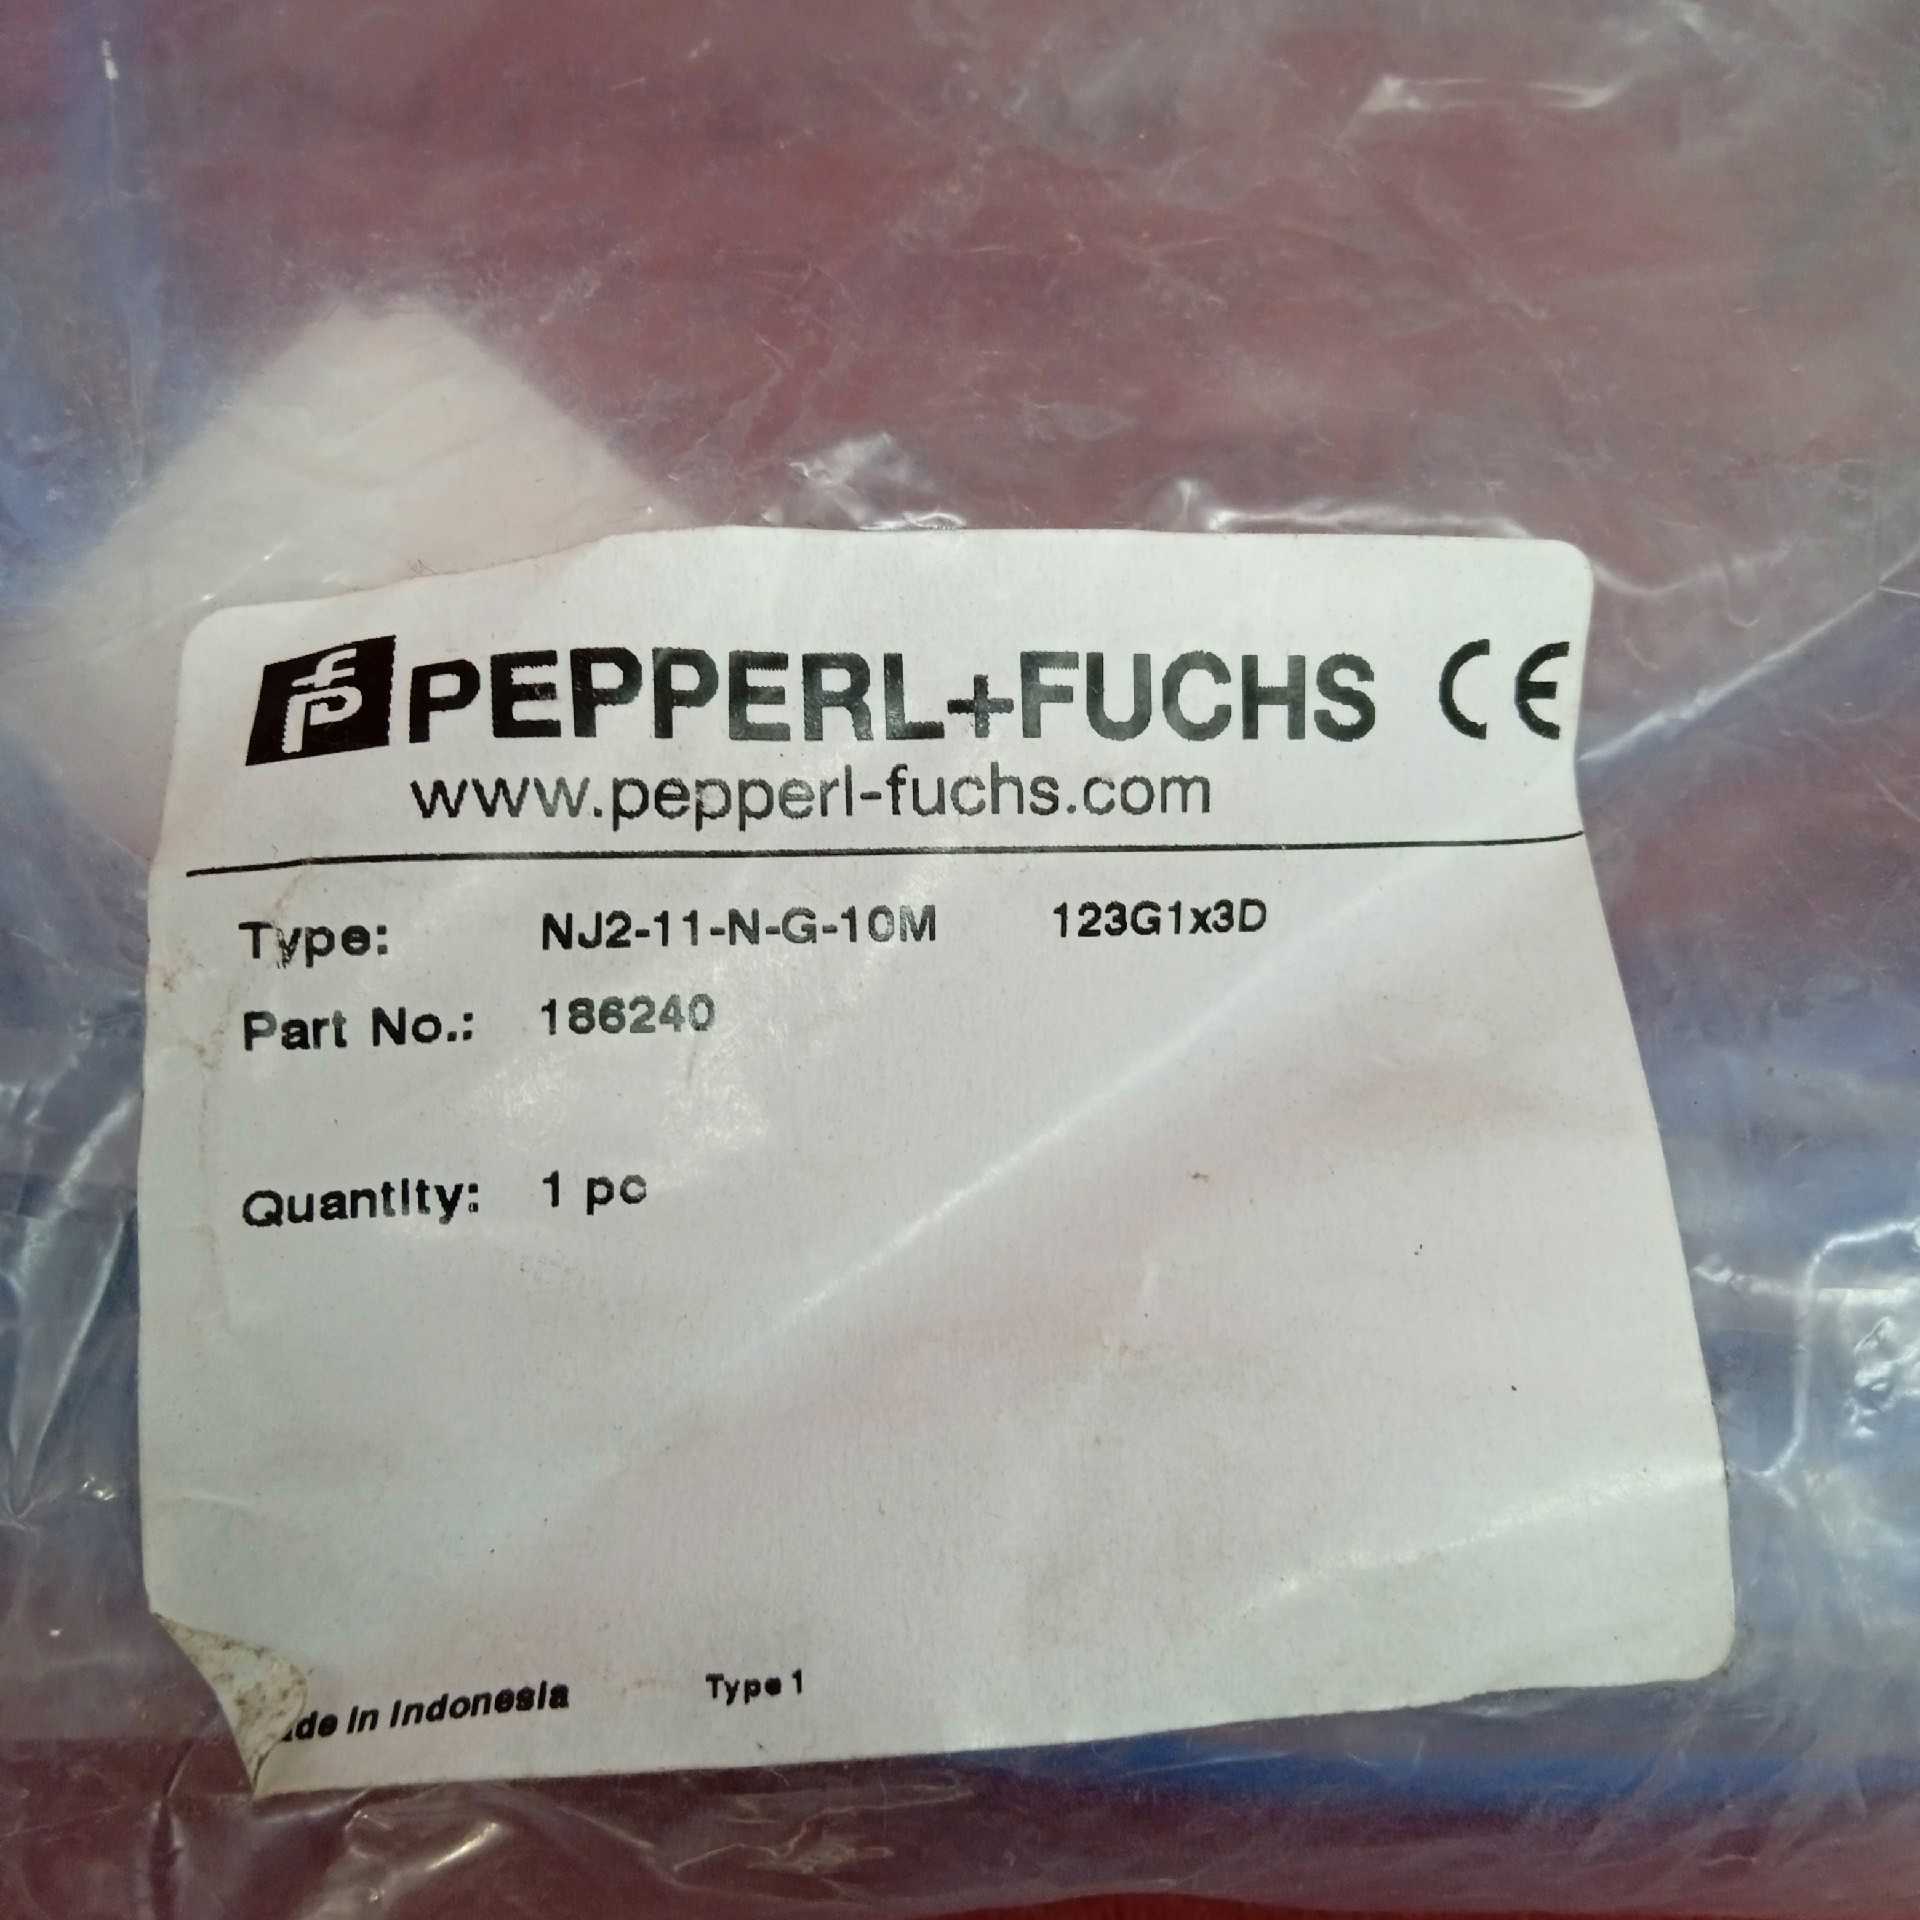 PEPPERL+FUCHS CE
www.pepperl-fuchs.com
Type: NJ2-11-N-G-10M 123G1x3D
Part No.: 186240
Quantity: 1 pc
de in Indonesia Type 1